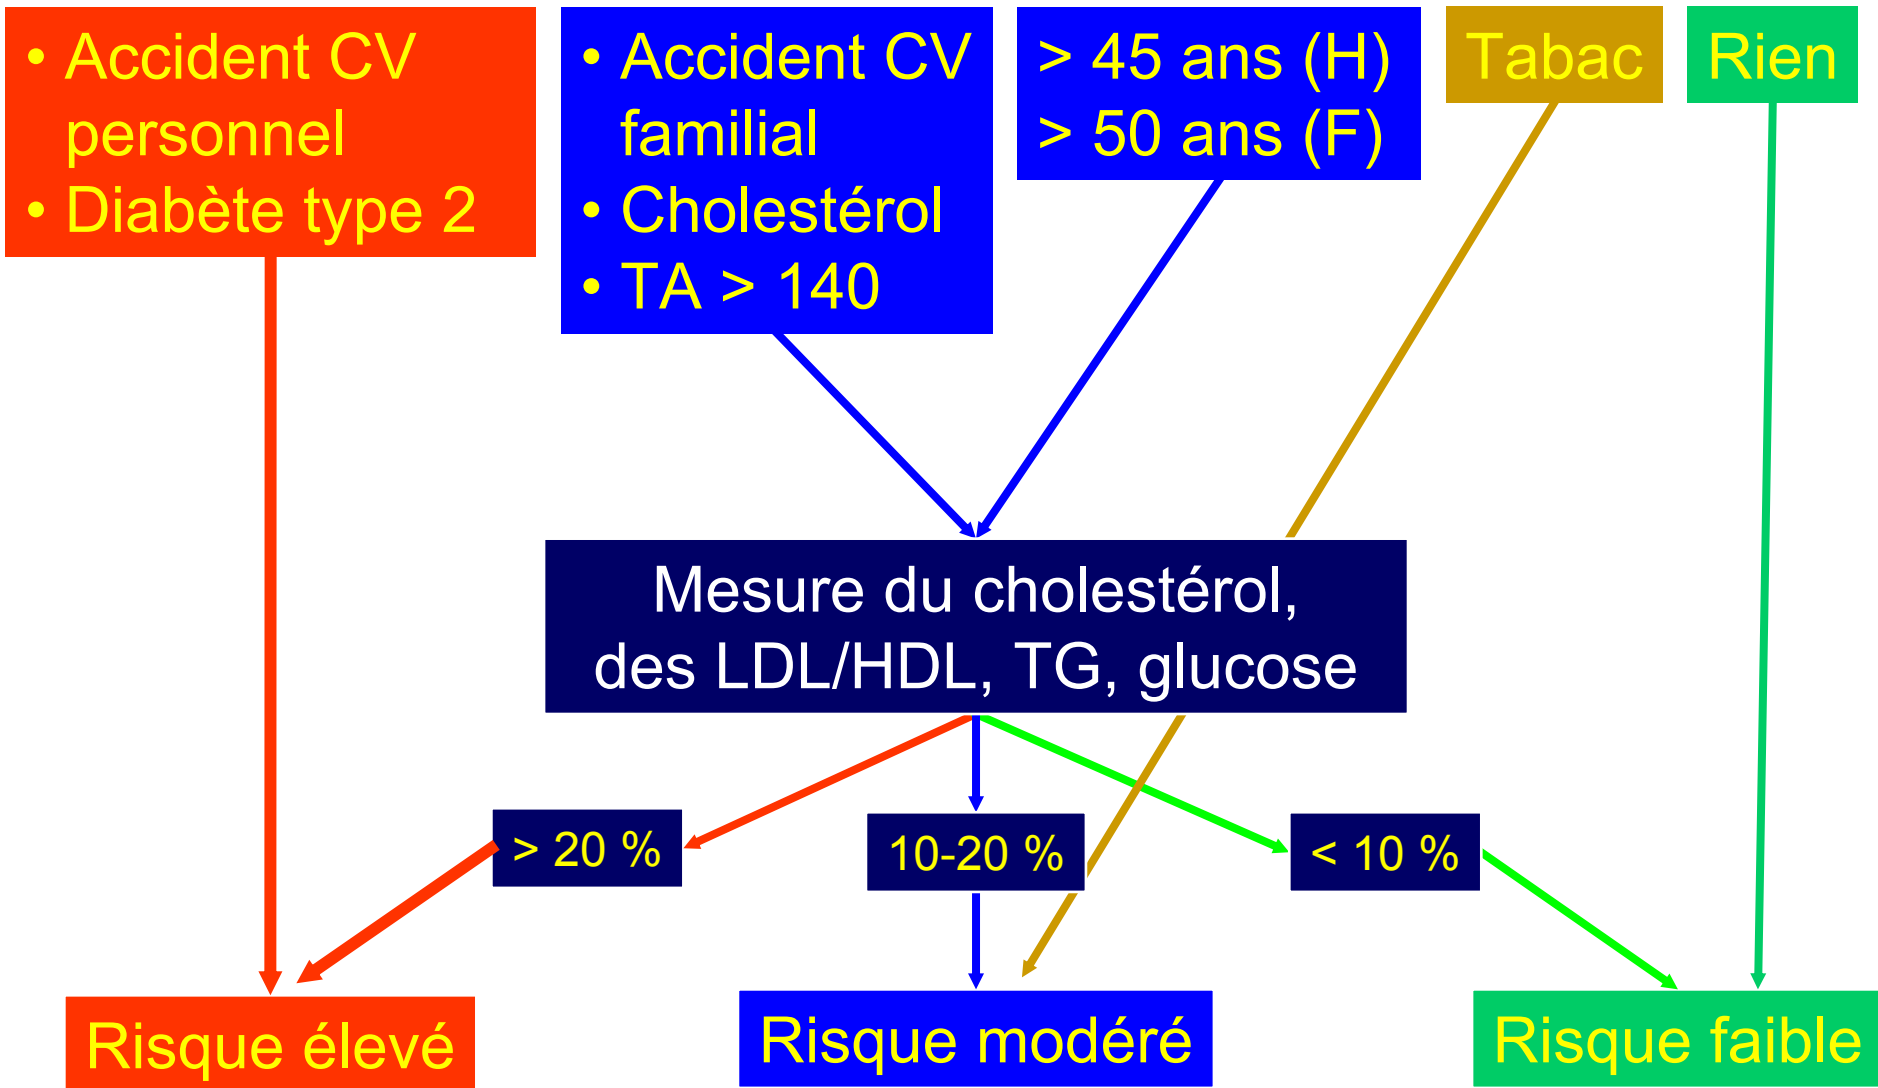 • Accident CV
personnel
• Diabète type 2
• Accident CV
familial
• Cholestérol
• TA > 140
> 45 ans (H)
> 50 ans (F)
Tabac
Rien
Mesure du cholestérol,
des LDL/HDL, TG, glucose
> 20 %
10-20 %
< 10 %
Risque élevé
Risque modéré
Risque faible